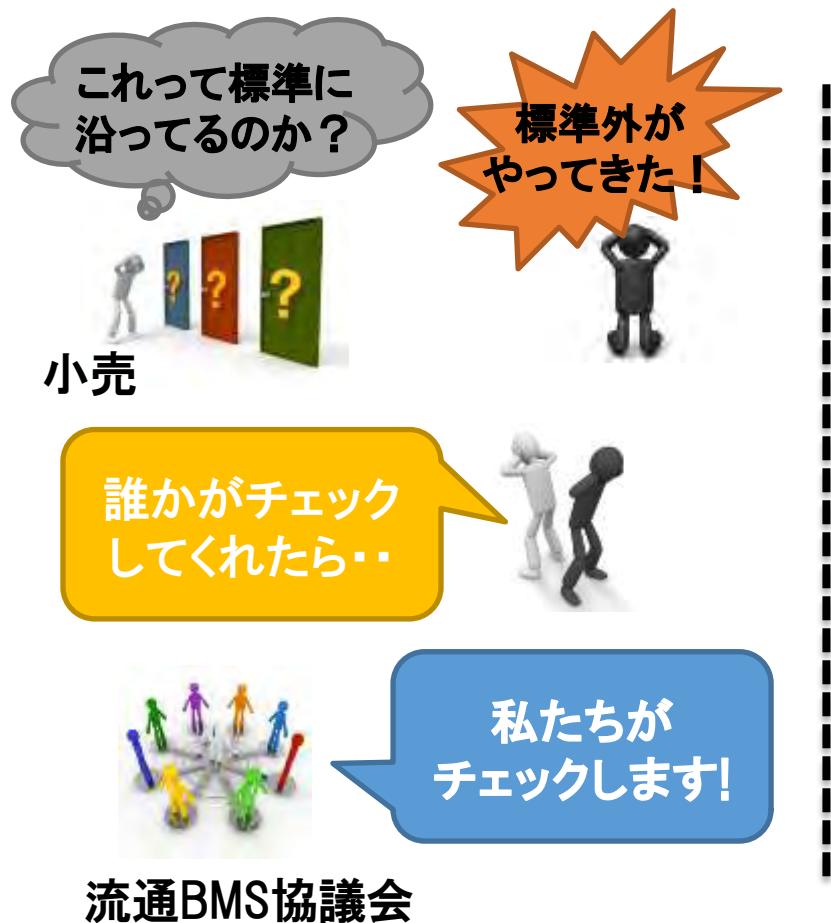 これって標準に
沿ってるのか？
標準外が
やってきた！
?
?
?
小売
誰かがチェック
してくれたら・・
私たちが
チェックします!
流通BMS協議会